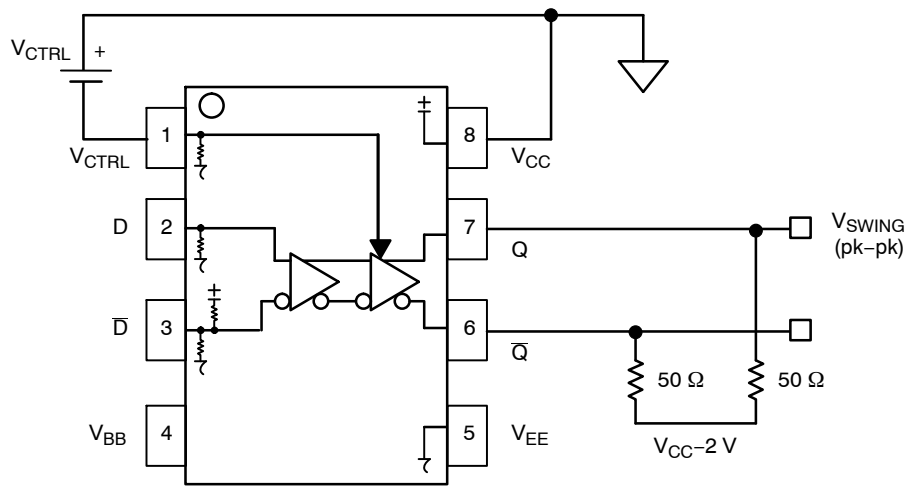 V_CTRL +
V_CTRL
1
2
3
4
8
7
6
5
D
D̅
V_BB
V_CC
Q
Q̅
V_EE
V_SWING
(pk−pk)
50 Ω
50 Ω
V_CC−2 V